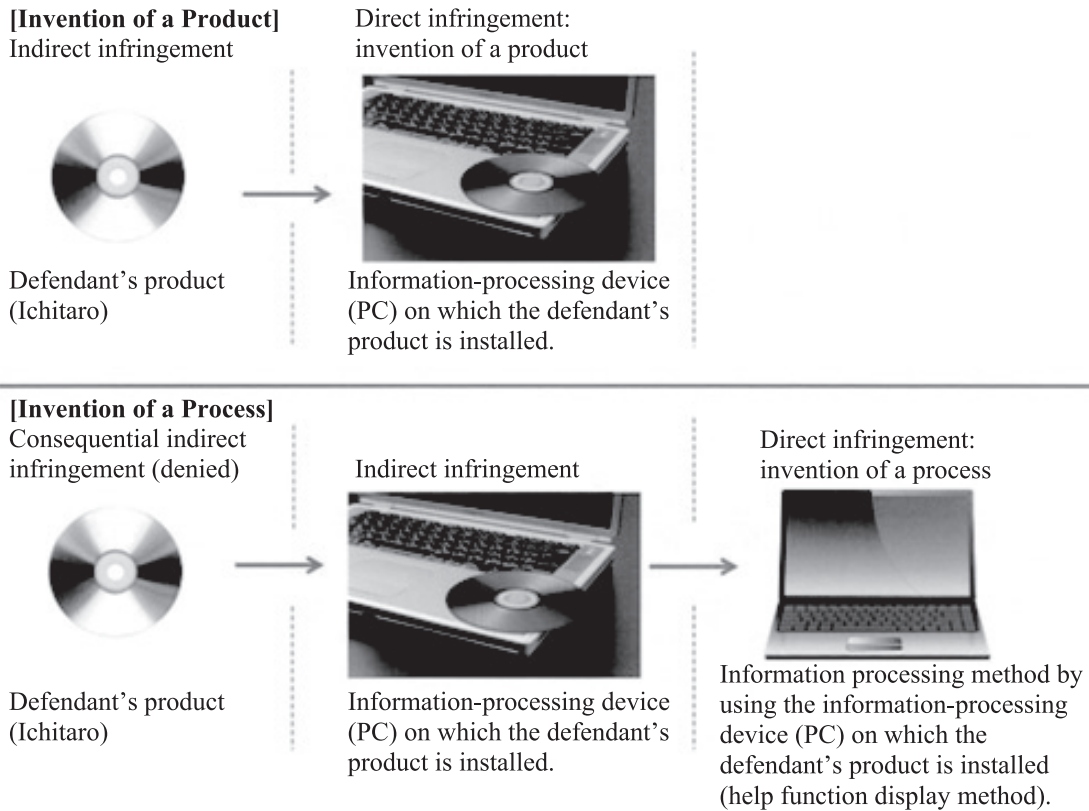 [Invention of a Product]
Indirect infringement
Direct infringement:
invention of a product
Defendant’s product
(Ichitaro)
Information-processing device
(PC) on which the defendant’s
product is installed.
[Invention of a Process]
Consequential indirect
infringement (denied)
Indirect infringement
Direct infringement:
invention of a process
Defendant’s product
(Ichitaro)
Information-processing device
(PC) on which the defendant’s
product is installed.
Information processing method by
using the information-processing
device (PC) on which the
defendant’s product is installed
(help function display method).